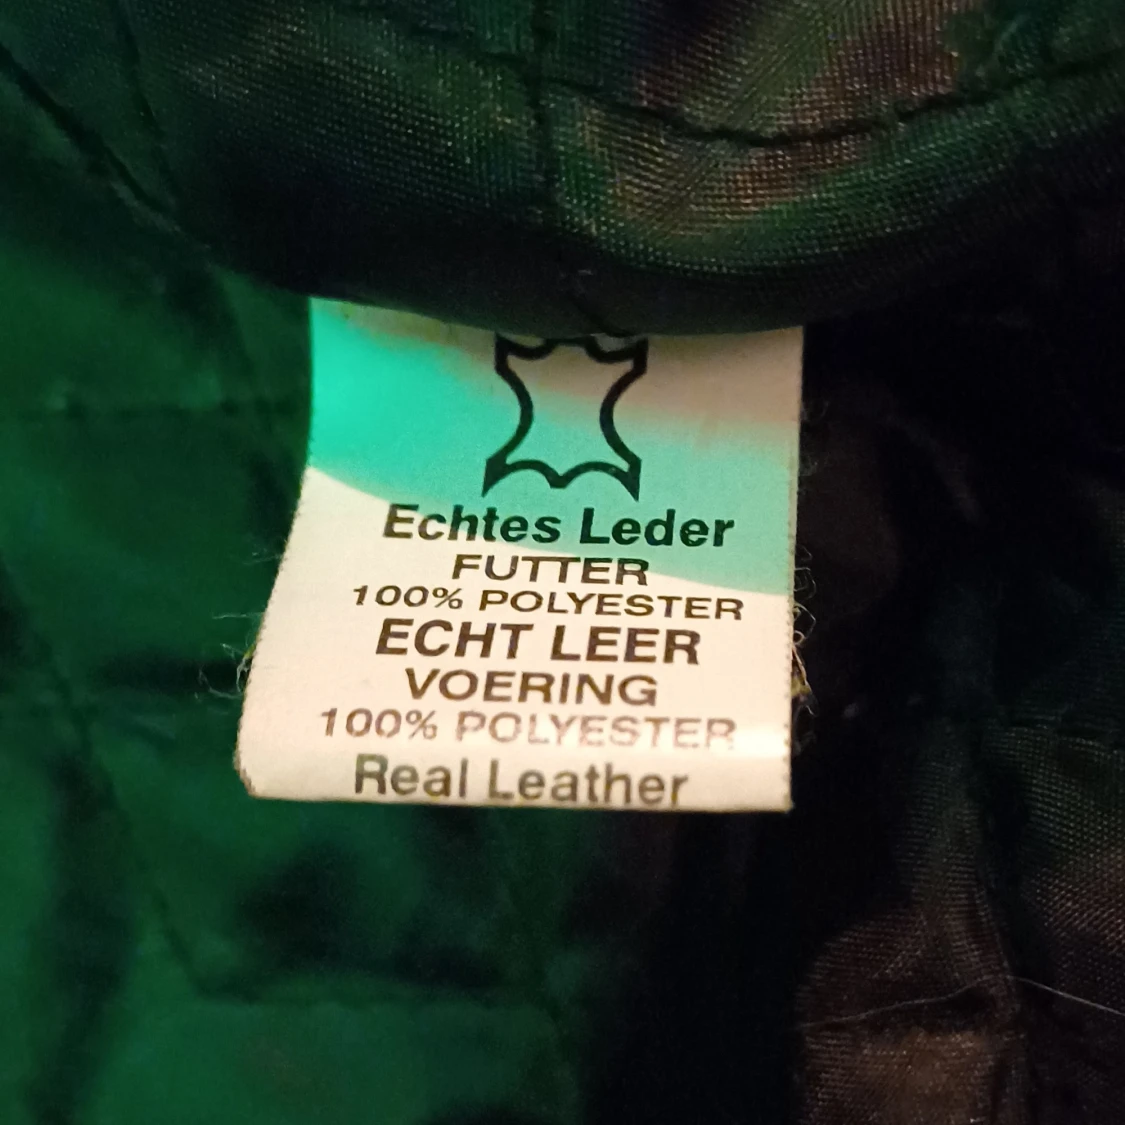 Echtes Leder
FUTTER
100% POLYESTER
ECHT LEER
VOERING
100% POLYESTER
Real Leather